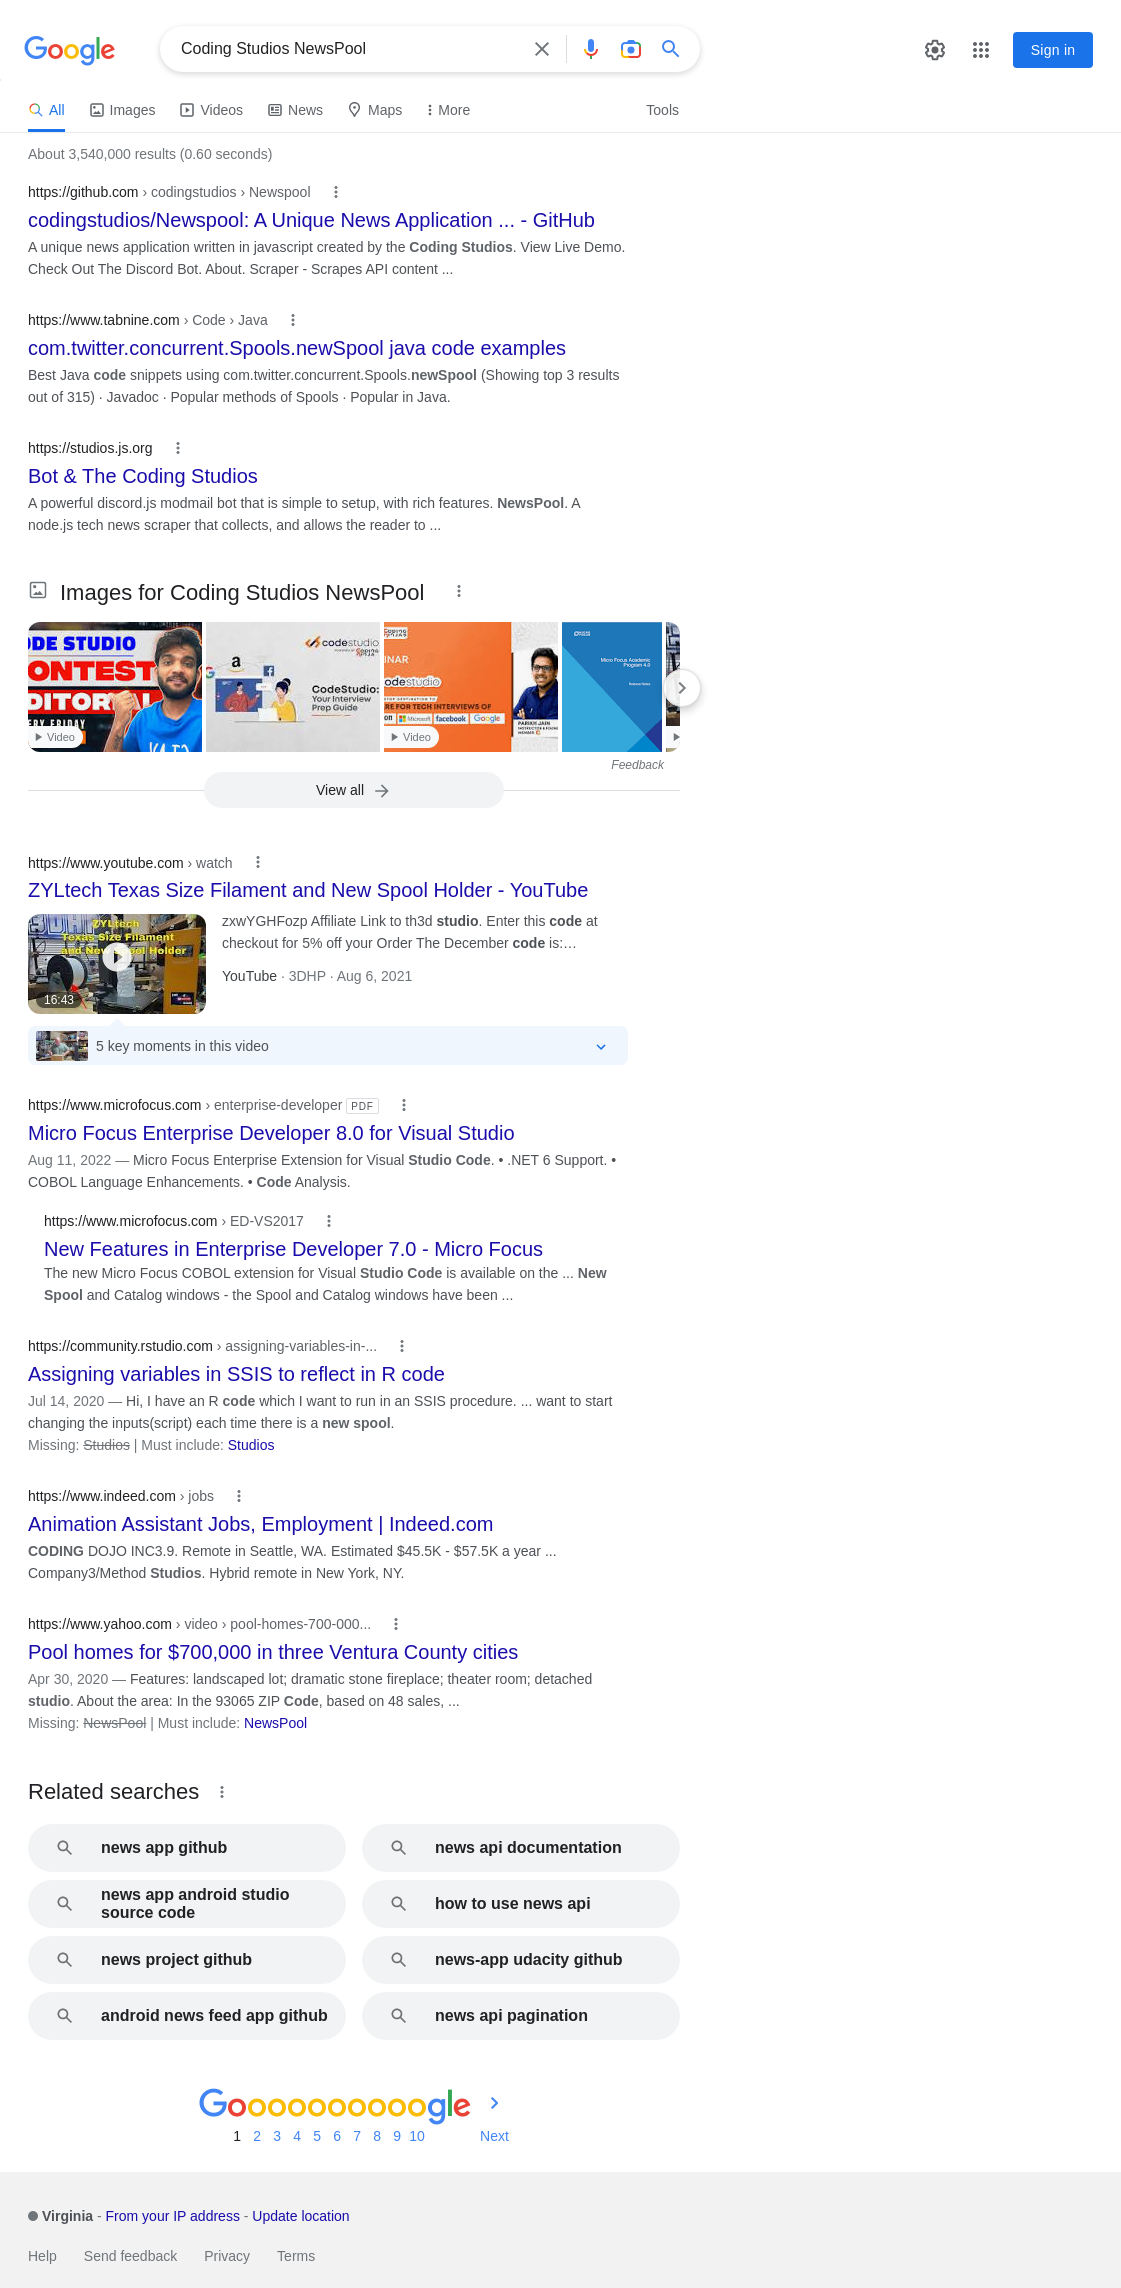 Google
Coding Studios NewsPool
Sign in
All
Images
Videos
News
Maps
More
Tools
About 3,540,000 results (0.60 seconds)
https://github.com › codingstudios › Newspool
codingstudios/Newspool: A Unique News Application ... - GitHub
A unique news application written in javascript created by the Coding Studios. View Live Demo.
Check Out The Discord Bot. About. Scraper - Scrapes API content ...
https://www.tabnine.com › Code › Java
com.twitter.concurrent.Spools.newSpool java code examples
Best Java code snippets using com.twitter.concurrent.Spools.newSpool (Showing top 3 results
out of 315) · Javadoc · Popular methods of Spools · Popular in Java.
https://studios.js.org
Bot & The Coding Studios
A powerful discord.js modmail bot that is simple to setup, with rich features. NewsPool. A
node.js tech news scraper that collects, and allows the reader to ...
Images for Coding Studios NewsPool
ODE STUDIO
ONTEST
DITORIAL
ERY FRIDAY
Video
codestudio
CodeStudio:
Your Interview
Prep Guide
INAR
odestudio
RE FOR TECH INTERVIEWS OF
on Microsoft facebook Google
PARIKH JAIN
Video
Micro Focus Academic
Program 4.0
Feedback
View all
https://www.youtube.com › watch
ZYLtech Texas Size Filament and New Spool Holder - YouTube
ZYLtech
Texas Size Filament
and New Spool Holder
16:43
zxwYGHFozp Affiliate Link to th3d studio. Enter this code at
checkout for 5% off your Order The December code is:...
YouTube · 3DHP · Aug 6, 2021
5 key moments in this video
https://www.microfocus.com › enterprise-developer PDF
Micro Focus Enterprise Developer 8.0 for Visual Studio
Aug 11, 2022 — Micro Focus Enterprise Extension for Visual Studio Code. • .NET 6 Support. •
COBOL Language Enhancements. • Code Analysis.
https://www.microfocus.com › ED-VS2017
New Features in Enterprise Developer 7.0 - Micro Focus
The new Micro Focus COBOL extension for Visual Studio Code is available on the ... New
Spool and Catalog windows - the Spool and Catalog windows have been ...
https://community.rstudio.com › assigning-variables-in-...
Assigning variables in SSIS to reflect in R code
Jul 14, 2020 — Hi, I have an R code which I want to run in an SSIS procedure. ... want to start
changing the inputs(script) each time there is a new spool.
Missing: Studios | Must include: Studios
https://www.indeed.com › jobs
Animation Assistant Jobs, Employment | Indeed.com
CODING DOJO INC3.9. Remote in Seattle, WA. Estimated $45.5K - $57.5K a year ...
Company3/Method Studios. Hybrid remote in New York, NY.
https://www.yahoo.com › video › pool-homes-700-000...
Pool homes for $700,000 in three Ventura County cities
Apr 30, 2020 — Features: landscaped lot; dramatic stone fireplace; theater room; detached
studio. About the area: In the 93065 ZIP Code, based on 48 sales, ...
Missing: NewsPool | Must include: NewsPool
Related searches
news app github
news api documentation
news app android studio
source code
how to use news api
news project github
news-app udacity github
android news feed app github
news api pagination
Goooooooooogle
1 2 3 4 5 6 7 8 9 10 Next
Virginia - From your IP address - Update location
Help Send feedback Privacy Terms